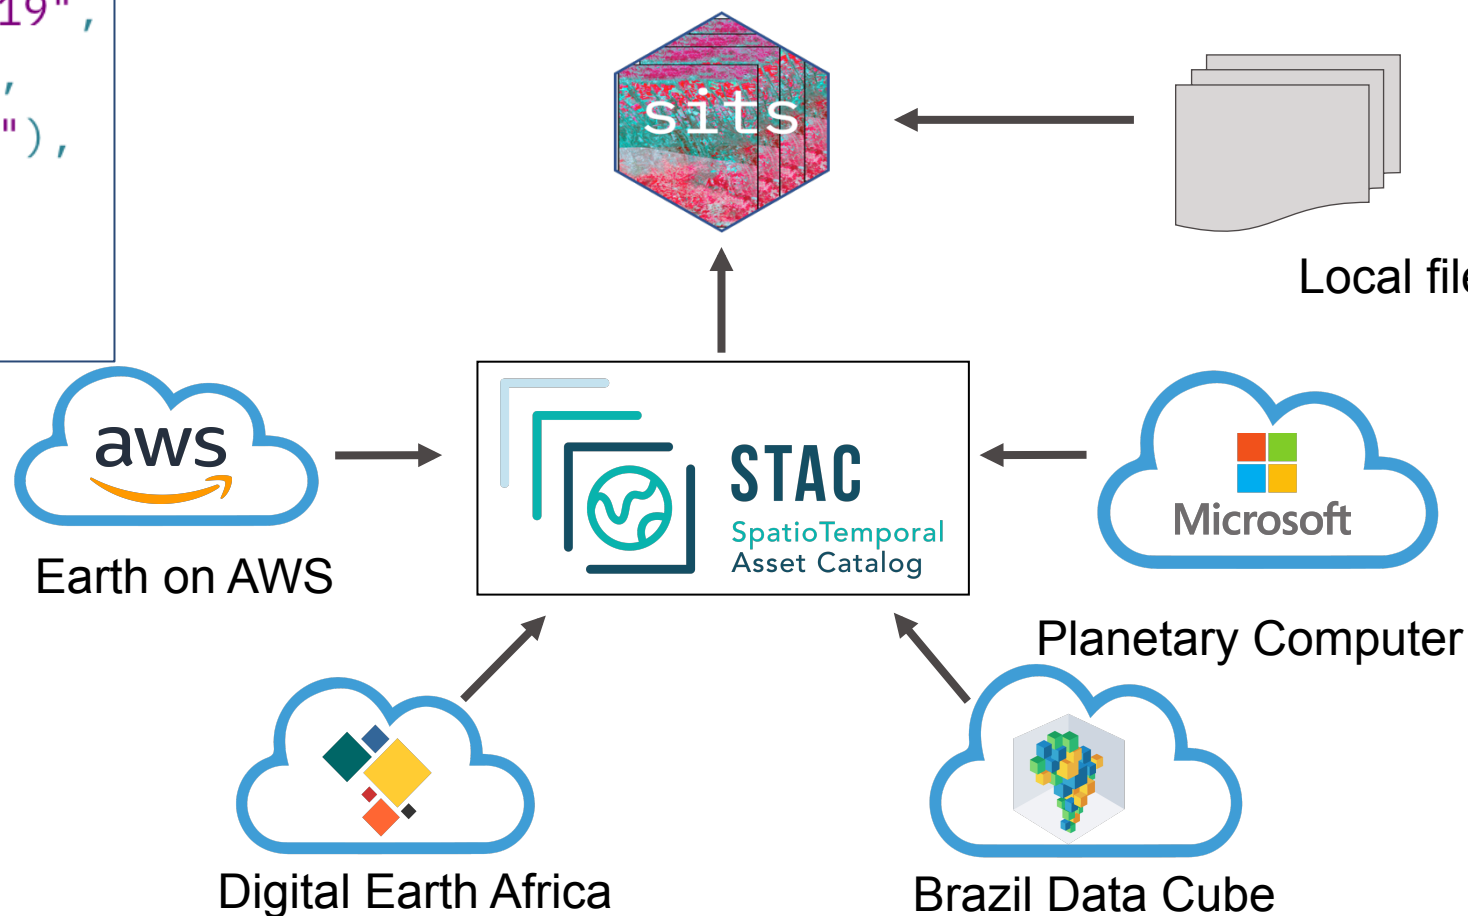 19",
,
"),
sits
Local file
aws
STAC
SpatioTemporal
Asset Catalog
Microsoft
Earth on AWS
Planetary Computer
Digital Earth Africa
Brazil Data Cube